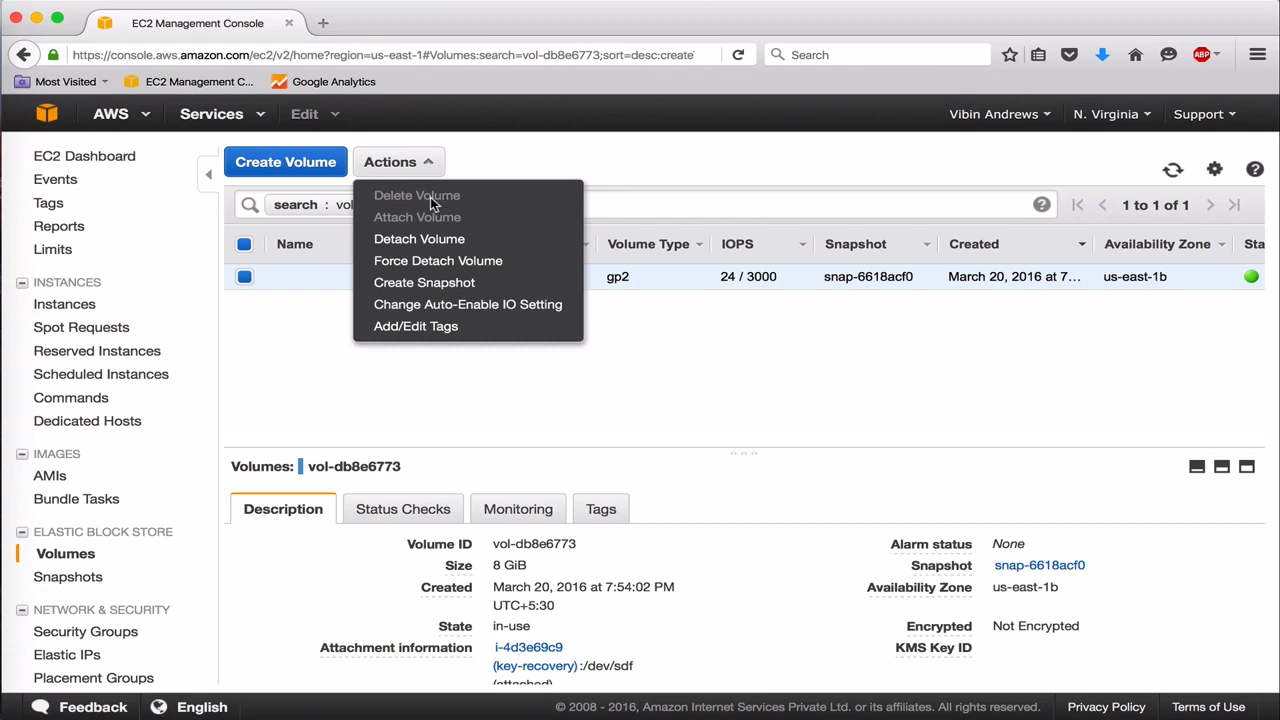 EC2 Management Console
https://console.aws.amazon.com/ec2/v2/home?region=us-east-1#Volumes:search=vol-db8e6773;sort=desc:create
Search
ABP
Most Visited
EC2 Management C...
Google Analytics
AWS
Services
Edit
Vibin Andrews
N. Virginia
Support
EC2 Dashboard
Events
Tags
Reports
Limits
INSTANCES
Instances
Spot Requests
Reserved Instances
Scheduled Instances
Commands
Dedicated Hosts
IMAGES
AMIs
Bundle Tasks
ELASTIC BLOCK STORE
Volumes
Snapshots
NETWORK & SECURITY
Security Groups
Elastic IPs
Placement Groups
Create Volume
Actions
Delete Volume
Attach Volume
Detach Volume
Force Detach Volume
Create Snapshot
Change Auto-Enable IO Setting
Add/Edit Tags
search : vol
1 to 1 of 1
Name
Volume Type
IOPS
Snapshot
Created
Availability Zone
Sta
gp2
24 / 3000
snap-6618acf0
March 20, 2016 at 7...
us-east-1b
Volumes: vol-db8e6773
Description
Status Checks
Monitoring
Tags
Volume ID vol-db8e6773
Size 8 GiB
Created March 20, 2016 at 7:54:02 PM
UTC+5:30
State in-use
Attachment information i-4d3e69c9
(key-recovery):/dev/sdf
(attached)
Alarm status None
Snapshot snap-6618acf0
Availability Zone us-east-1b
Encrypted Not Encrypted
KMS Key ID
Feedback
English
© 2008 - 2016, Amazon Internet Services Private Ltd. or its affiliates. All rights reserved.
Privacy Policy
Terms of Use